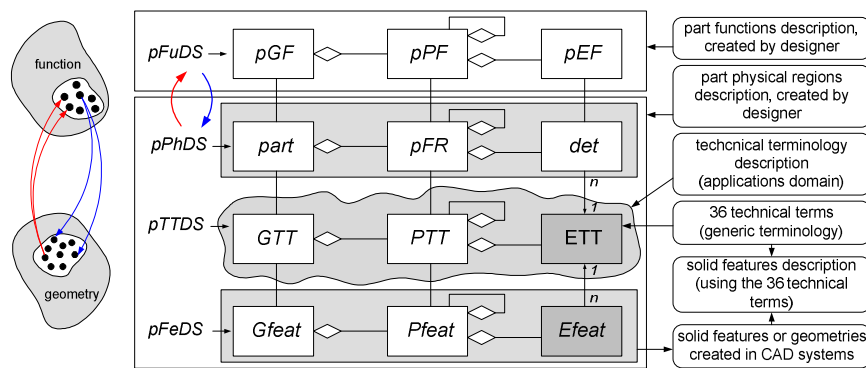 function
geometry
pFuDS
pGF
pPF
pEF
pPhDS
part
pFR
det
n
1
pTTDS
GTT
PTT
ETT
1
n
pFeDS
Gfeat
Pfeat
Efeat
part functions description,
created by designer
part physical regions
description, created by
designer
techcnical terminology
description
(applications domain)
36 technical terms
(generic terminology)
solid features description
(using the 36 technical
terms)
solid features or geometries
created in CAD systems